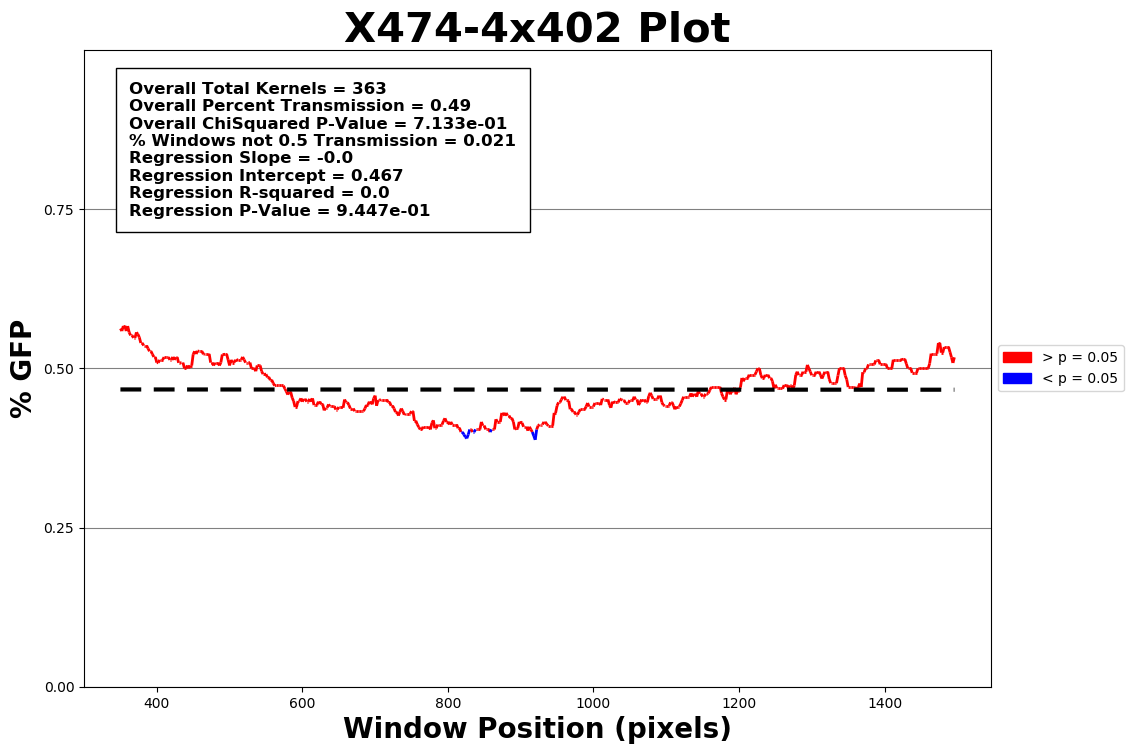 X474-4x402 Plot
Overall Total Kernels = 363
Overall Percent Transmission = 0.49
Overall ChiSquared P-Value = 7.133e-01
% Windows not 0.5 Transmission = 0.021
Regression Slope = -0.0
Regression Intercept = 0.467
Regression R-squared = 0.0
Regression P-Value = 9.447e-01
% GFP
0.75
0.50
0.25
0.00
> p = 0.05
< p = 0.05
400 600 800 1000 1200 1400
Window Position (pixels)